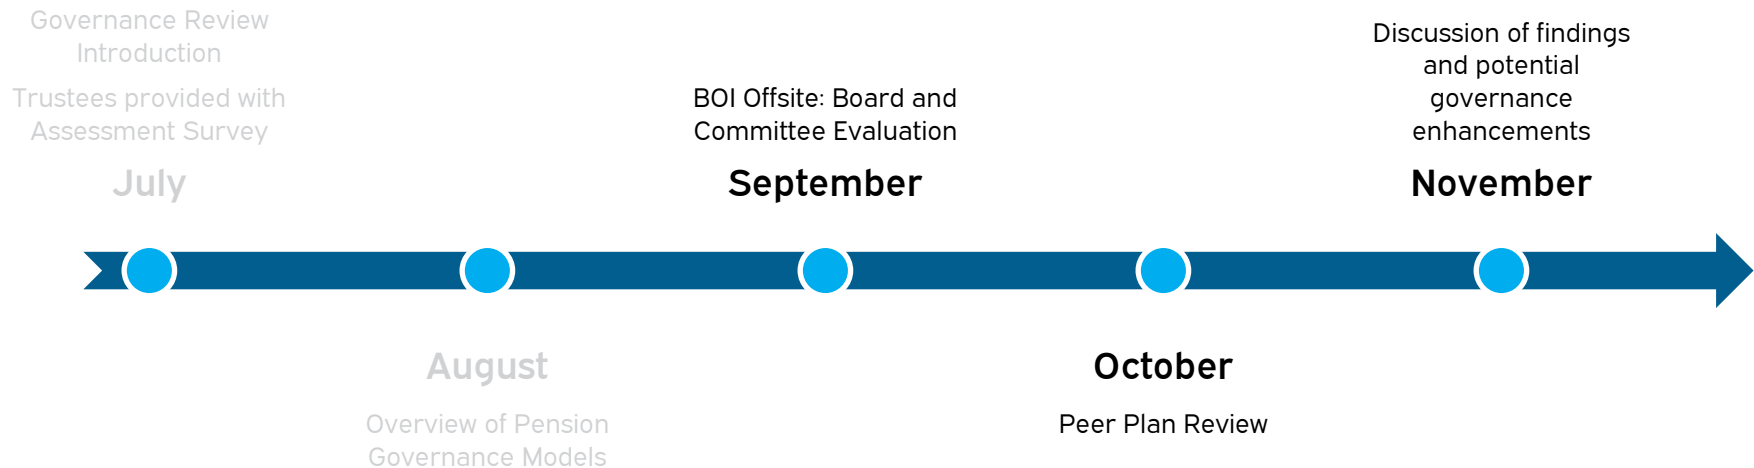 Governance Review
Introduction
Trustees provided with
Assessment Survey
July
August
Overview of Pension
Governance Models
BOI Offsite: Board and
Committee Evaluation
September
October
Peer Plan Review
Discussion of findings
and potential
governance
enhancements
November